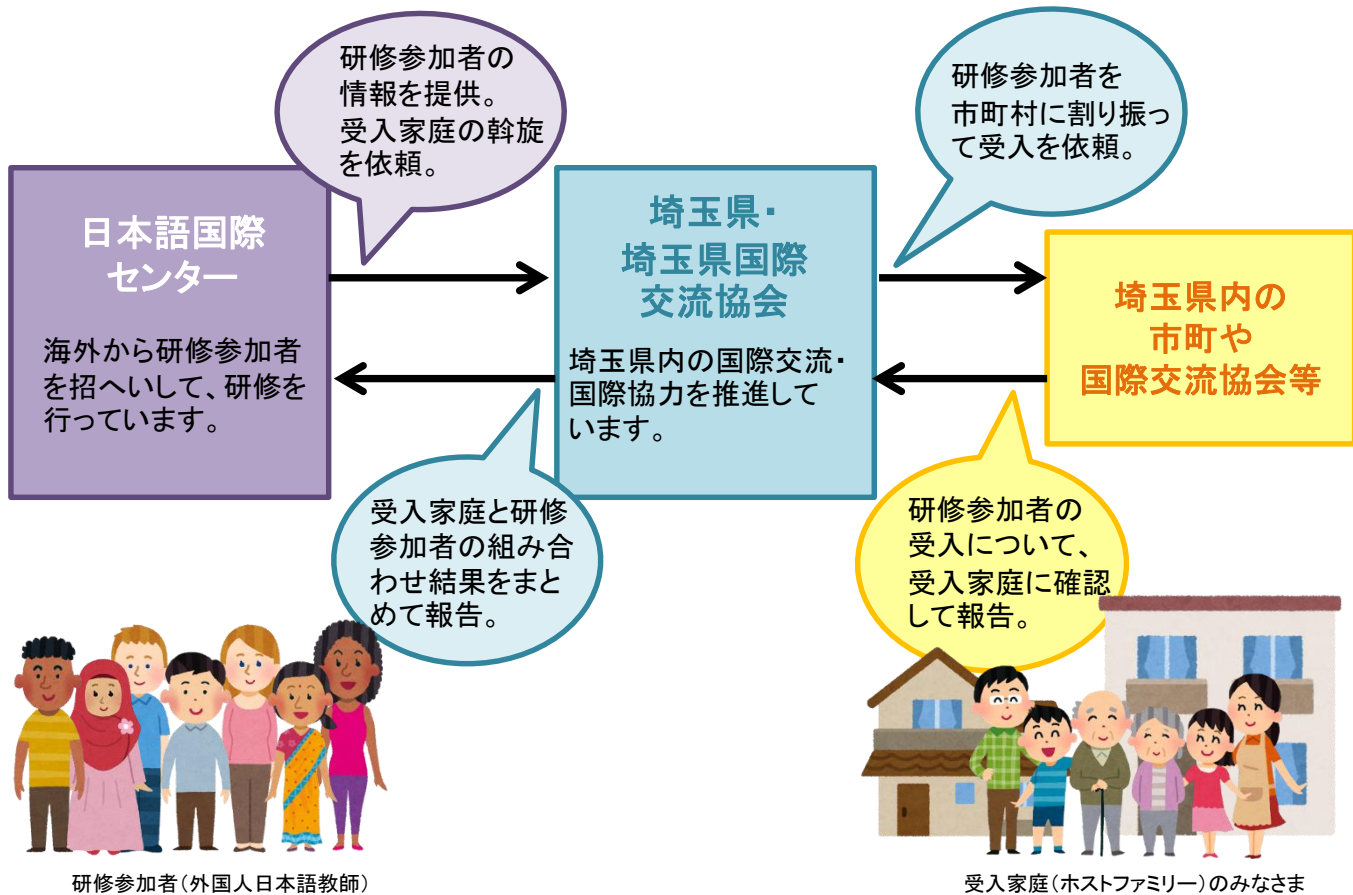 研修参加者の
情報を提供。
受入家庭の斡旋
を依頼。
研修参加者を
市町村に割り振っ
て受入を依頼。
日本語国際
センター
海外から研修参加者
を招へいして、研修を
行っています。
埼玉県・
埼玉県国際
交流協会
埼玉県内の国際交流・
国際協力を推進して
います。
埼玉県内の
市町や
国際交流協会等
受入家庭と研修
参加者の組み合
わせ結果をまと
めて報告。
研修参加者の
受入について、
受入家庭に確認
して報告。
研修参加者(外国人日本語教師)
受入家庭(ホストファミリー)のみなさま